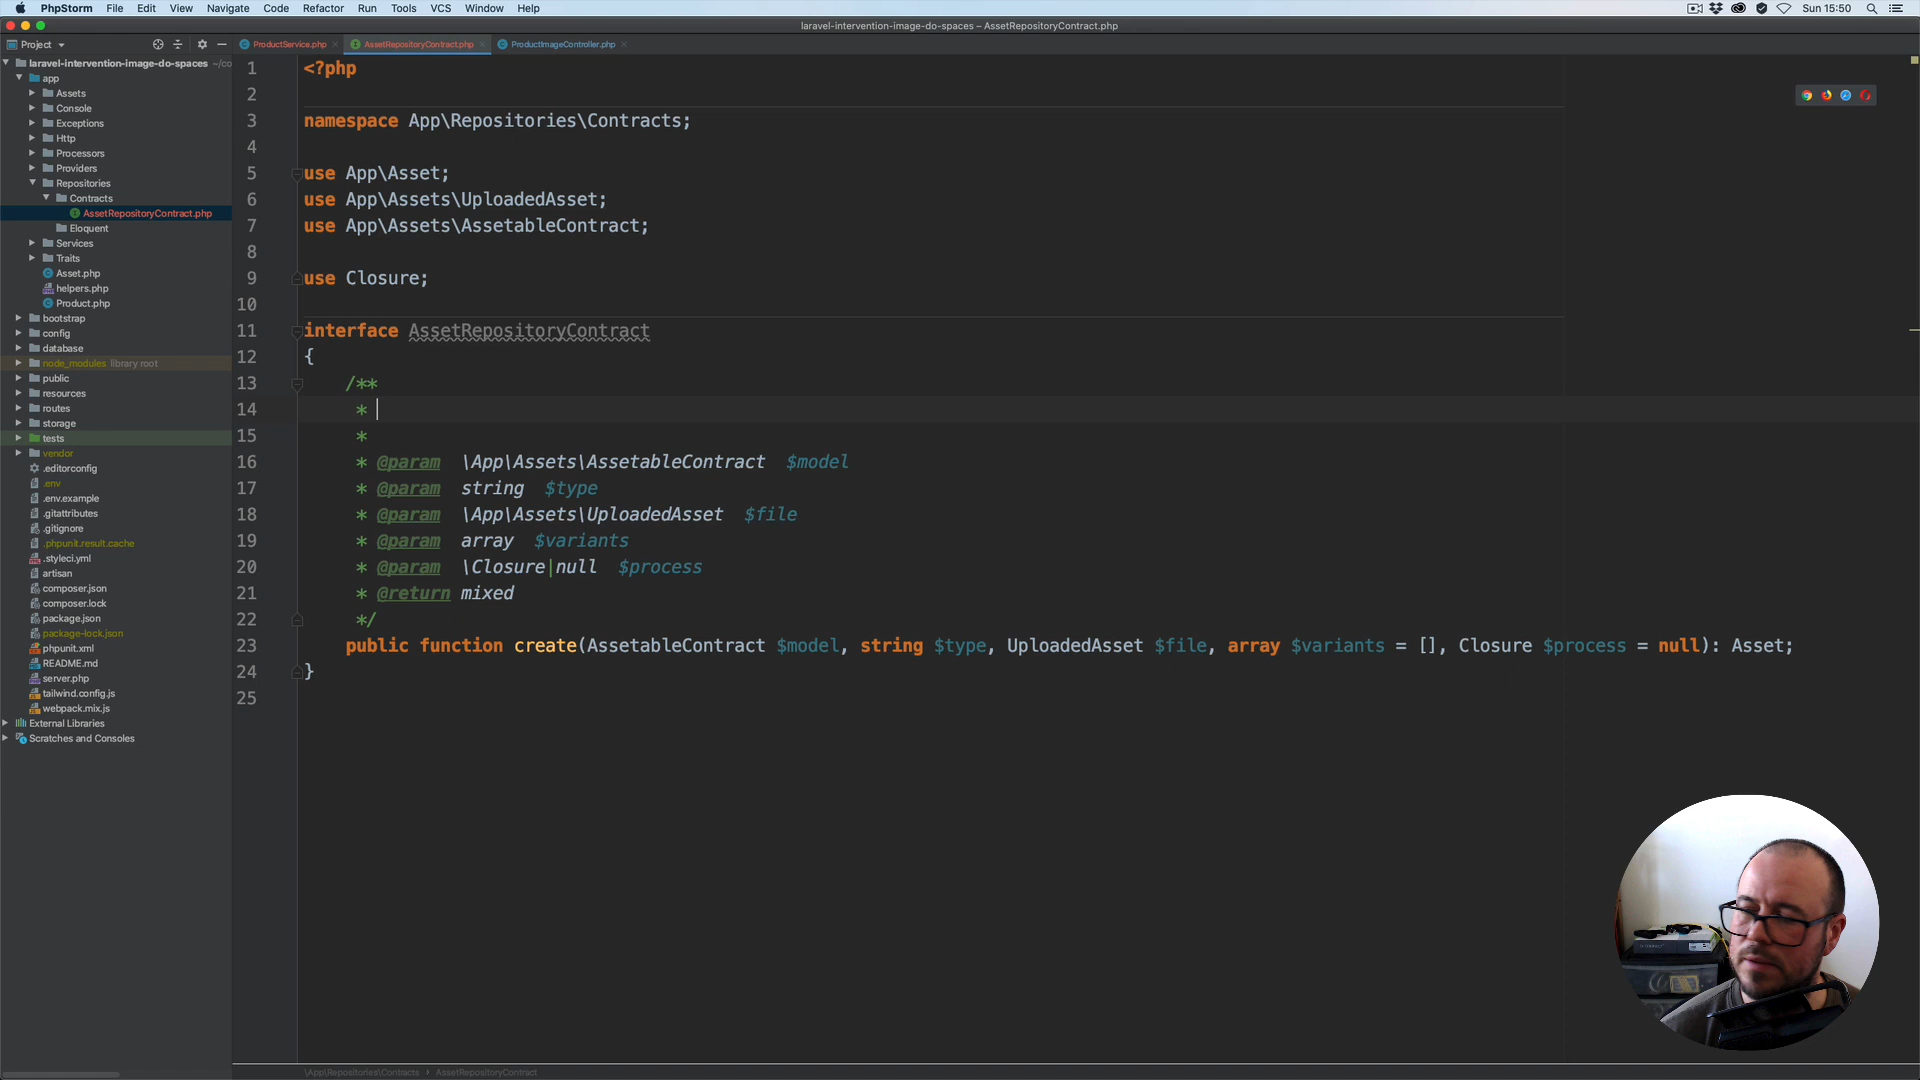 PhpStorm File Edit View Navigate Code Refactor Run Tools VCS Window Help Sun 15:50
laravel-intervention-image-do-spaces – AssetRepositoryContract.php
Project ProductService.php AssetRepositoryContract.php ProductImageController.php
laravel-intervention-image-do-spaces ~/co
app
Assets
Console
Exceptions
Http
Processors
Providers
Repositories
Contracts
AssetRepositoryContract.php
Eloquent
Services
Traits
Asset.php
helpers.php
Product.php
bootstrap
config
database
node_modules library root
public
resources
routes
storage
tests
vendor
.editorconfig
.env
.env.example
.gitattributes
.gitignore
.phpunit.result.cache
.styleci.yml
artisan
composer.json
composer.lock
package.json
package-lock.json
phpunit.xml
README.md
server.php
tailwind.config.js
webpack.mix.js
External Libraries
Scratches and Consoles
1 <?php
2
3 namespace App\Repositories\Contracts;
4
5 use App\Asset;
6 use App\Assets\UploadedAsset;
7 use App\Assets\AssetableContract;
8
9 use Closure;
10
11 interface AssetRepositoryContract
12 {
13 /**
14 *
15 *
16 * @param \App\Assets\AssetableContract $model
17 * @param string $type
18 * @param \App\Assets\UploadedAsset $file
19 * @param array $variants
20 * @param \Closure|null $process
21 * @return mixed
22 */
23 public function create(AssetableContract $model, string $type, UploadedAsset $file, array $variants = [], Closure $process = null): Asset;
24 }
25
\App\Repositories\Contracts › AssetRepositoryContract